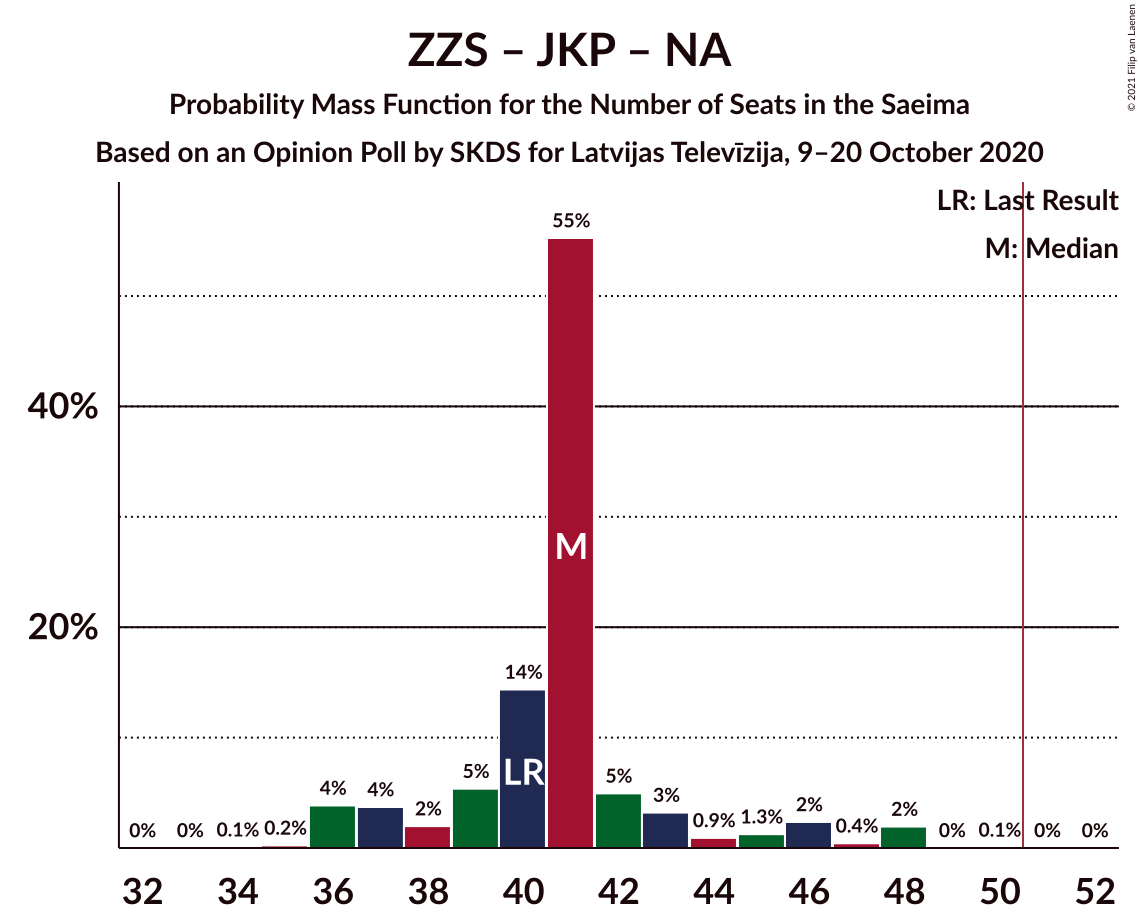 ZZS – JKP – NA
Probability Mass Function for the Number of Seats in the Saeima
Based on an Opinion Poll by SKDS for Latvijas Televīzija, 9–20 October 2020
© 2021 Filip van Laenen
LR: Last Result
M: Median
55%
40%
M
20%
14%
LR
0% 0% 0.1% 0.2% 4% 4% 2% 5% 5% 3% 0.9% 1.3% 2% 0.4% 2% 0% 0.1% 0% 0%
32 34 36 38 40 42 44 46 48 50 52